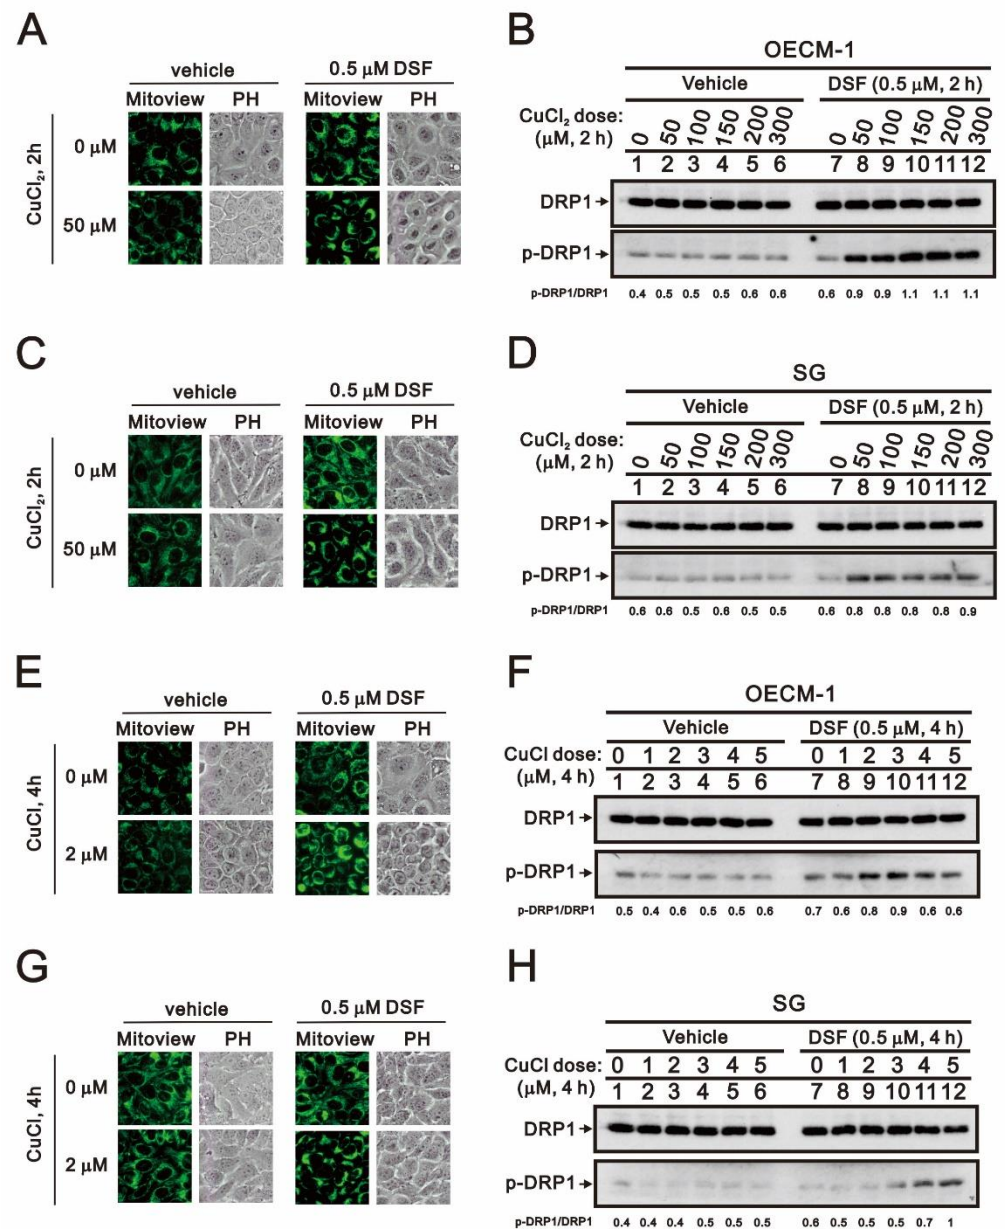 A
vehicle 0.5 μM DSF
Mitoview PH Mitoview PH
CuCl₂, 2h
0 μM
50 μM
B
OECM-1
Vehicle DSF (0.5 μM, 2 h)
CuCl₂ dose: 0 50 100 150 200 300 0 50 100 150 200 300
(μM, 2 h)
1 2 3 4 5 6 7 8 9 10 11 12
DRP1
p-DRP1
p-DRP1/DRP1 0.4 0.5 0.5 0.5 0.6 0.6 0.6 0.9 0.9 1.1 1.1 1.1
C
vehicle 0.5 μM DSF
Mitoview PH Mitoview PH
CuCl₂, 2h
0 μM
50 μM
D
SG
Vehicle DSF (0.5 μM, 2 h)
CuCl₂ dose: 0 50 100 150 200 300 0 50 100 150 200 300
(μM, 2 h)
1 2 3 4 5 6 7 8 9 10 11 12
DRP1
p-DRP1
p-DRP1/DRP1 0.6 0.6 0.5 0.6 0.5 0.5 0.6 0.8 0.8 0.8 0.8 0.9
E
vehicle 0.5 μM DSF
Mitoview PH Mitoview PH
CuCl, 4h
0 μM
2 μM
F
OECM-1
Vehicle DSF (0.5 μM, 4 h)
CuCl dose: 0 1 2 3 4 5 0 1 2 3 4 5
(μM, 4 h) 1 2 3 4 5 6 7 8 9 10 11 12
DRP1
p-DRP1
p-DRP1/DRP1 0.5 0.4 0.6 0.5 0.5 0.6 0.7 0.6 0.8 0.9 0.6 0.6
G
vehicle 0.5 μM DSF
Mitoview PH Mitoview PH
CuCl, 4h
0 μM
2 μM
H
SG
Vehicle DSF (0.5 μM, 4 h)
CuCl dose: 0 1 2 3 4 5 0 1 2 3 4 5
(μM, 4 h) 1 2 3 4 5 6 7 8 9 10 11 12
DRP1
p-DRP1
p-DRP1/DRP1 0.4 0.4 0.4 0.5 0.5 0.5 0.6 0.5 0.5 0.5 0.7 1